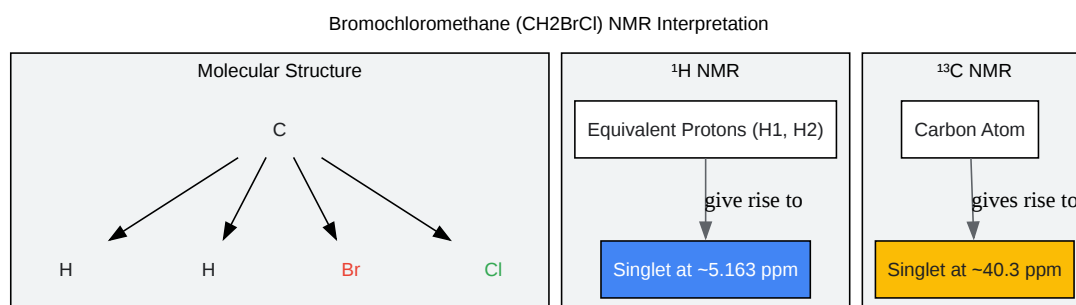 Bromochloromethane (CH2BrCl) NMR Interpretation
Molecular Structure
C
H
H
Br
Cl
¹H NMR
Equivalent Protons (H1, H2)
give rise to
Singlet at ~5.163 ppm
¹³C NMR
Carbon Atom
gives rise to
Singlet at ~40.3 ppm